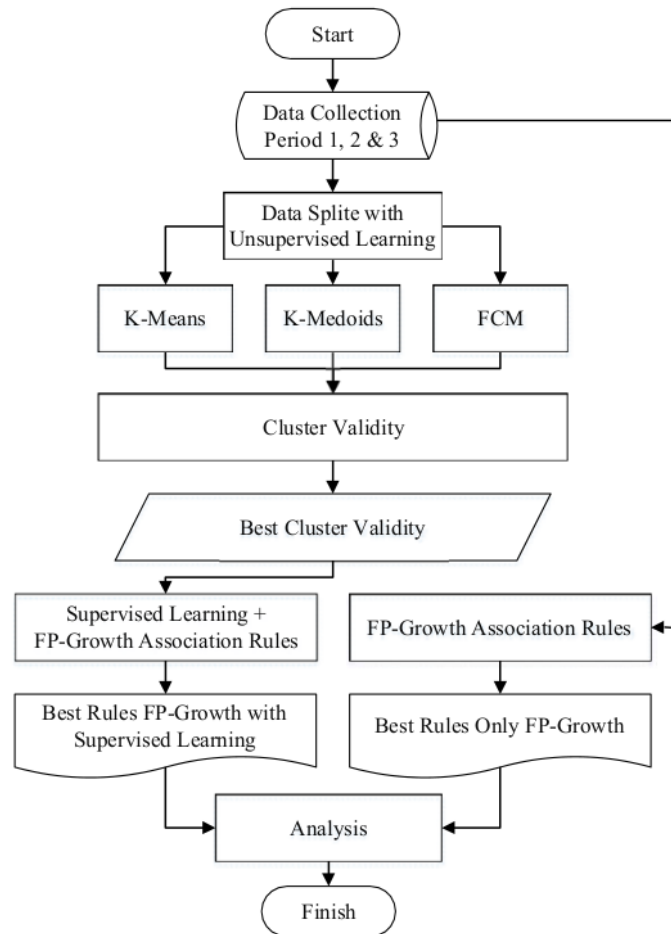 Start
Data Collection
Period 1, 2 & 3
Data Splite with
Unsupervised Learning
K-Means
K-Medoids
FCM
Cluster Validity
Best Cluster Validity
Supervised Learning +
FP-Growth Association Rules
FP-Growth Association Rules
Best Rules FP-Growth with
Supervised Learning
Best Rules Only FP-Growth
Analysis
Finish